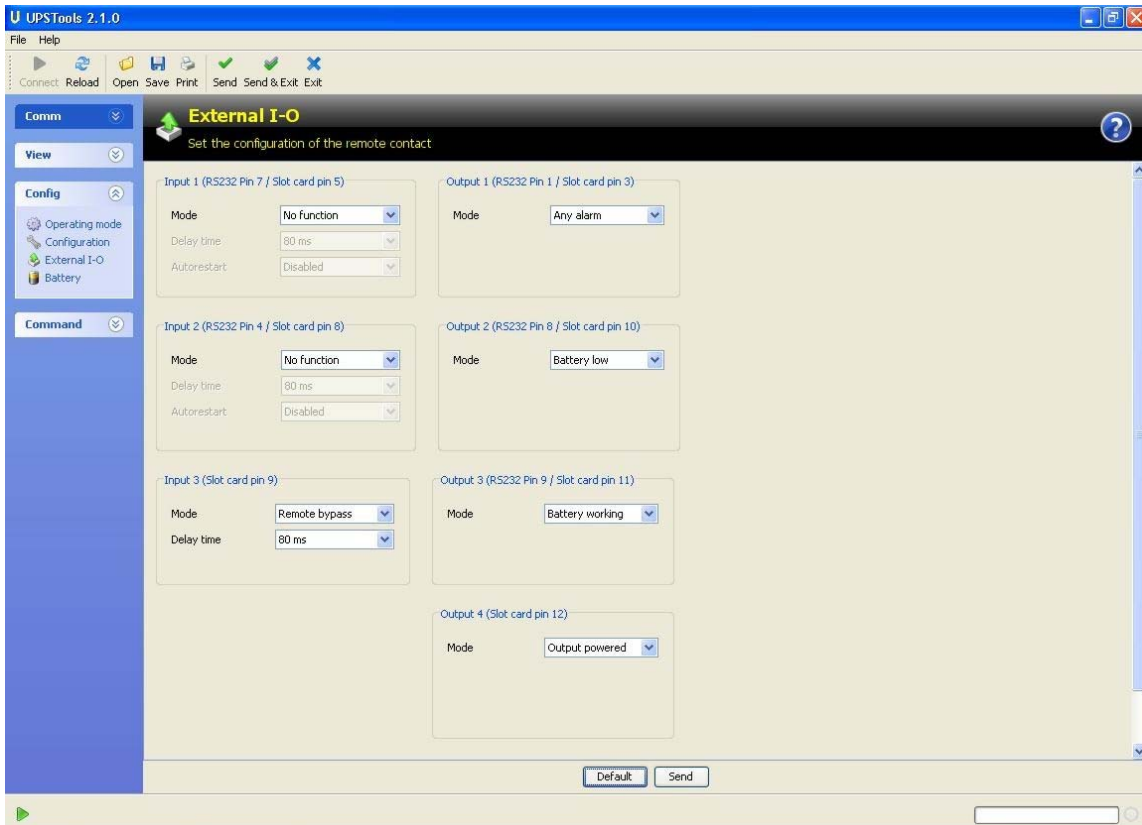 UPSTools 2.1.0
File Help
Connect Reload Open Save Print Send Send & Exit Exit
Comm
View
Config
Operating mode
Configuration
External I-O
Battery
Command
External I-O
Set the configuration of the remote contact
?
Input 1 (RS232 Pin 7 / Slot card pin 5)
Mode No function
Delay time 80 ms
Autorestart Disabled
Output 1 (RS232 Pin 1 / Slot card pin 3)
Mode Any alarm
Input 2 (RS232 Pin 4 / Slot card pin 8)
Mode No function
Delay time 80 ms
Autorestart Disabled
Output 2 (RS232 Pin 8 / Slot card pin 10)
Mode Battery low
Input 3 (Slot card pin 9)
Mode Remote bypass
Delay time 80 ms
Output 3 (RS232 Pin 9 / Slot card pin 11)
Mode Battery working
Output 4 (Slot card pin 12)
Mode Output powered
Default Send